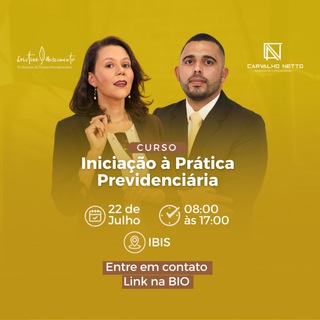 CARVALHO NETTO
CURSO
Iniciação à Prática
Previdenciária
22 de
Julho
08:00
às 17:00
IBIS
Entre em contato
Link na BIO